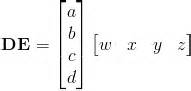 DE = [a b c d] [w x y z]